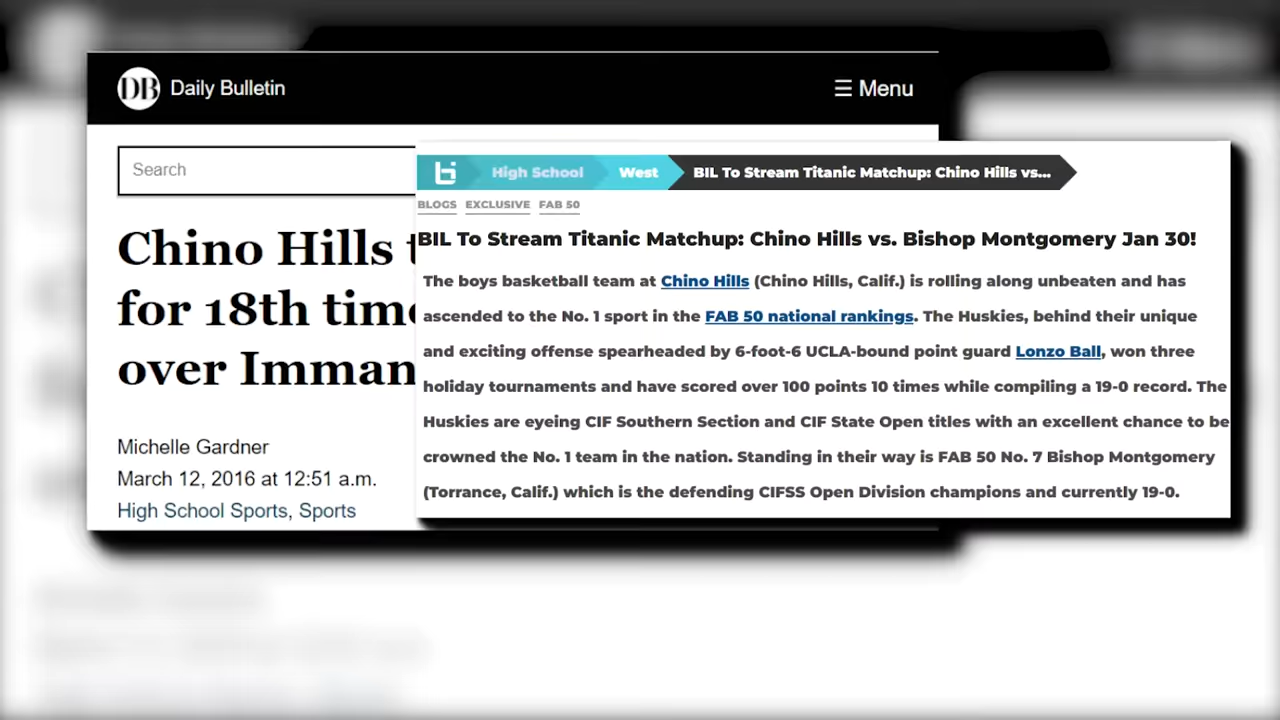 DB Daily Bulletin
☰ Menu
Search
Chino Hills t
for 18th time
over Imman
Michelle Gardner
March 12, 2016 at 12:51 a.m.
High School Sports, Sports
High School West BIL To Stream Titanic Matchup: Chino Hills vs...
BLOGS EXCLUSIVE FAB 50
BIL To Stream Titanic Matchup: Chino Hills vs. Bishop Montgomery Jan 30!
The boys basketball team at Chino Hills (Chino Hills, Calif.) is rolling along unbeaten and has
ascended to the No. 1 sport in the FAB 50 national rankings. The Huskies, behind their unique
and exciting offense spearheaded by 6-foot-6 UCLA-bound point guard Lonzo Ball, won three
holiday tournaments and have scored over 100 points 10 times while compiling a 19-0 record. The
Huskies are eyeing CIF Southern Section and CIF State Open titles with an excellent chance to be
crowned the No. 1 team in the nation. Standing in their way is FAB 50 No. 7 Bishop Montgomery
(Torrance, Calif.) which is the defending CIFSS Open Division champions and currently 19-0.